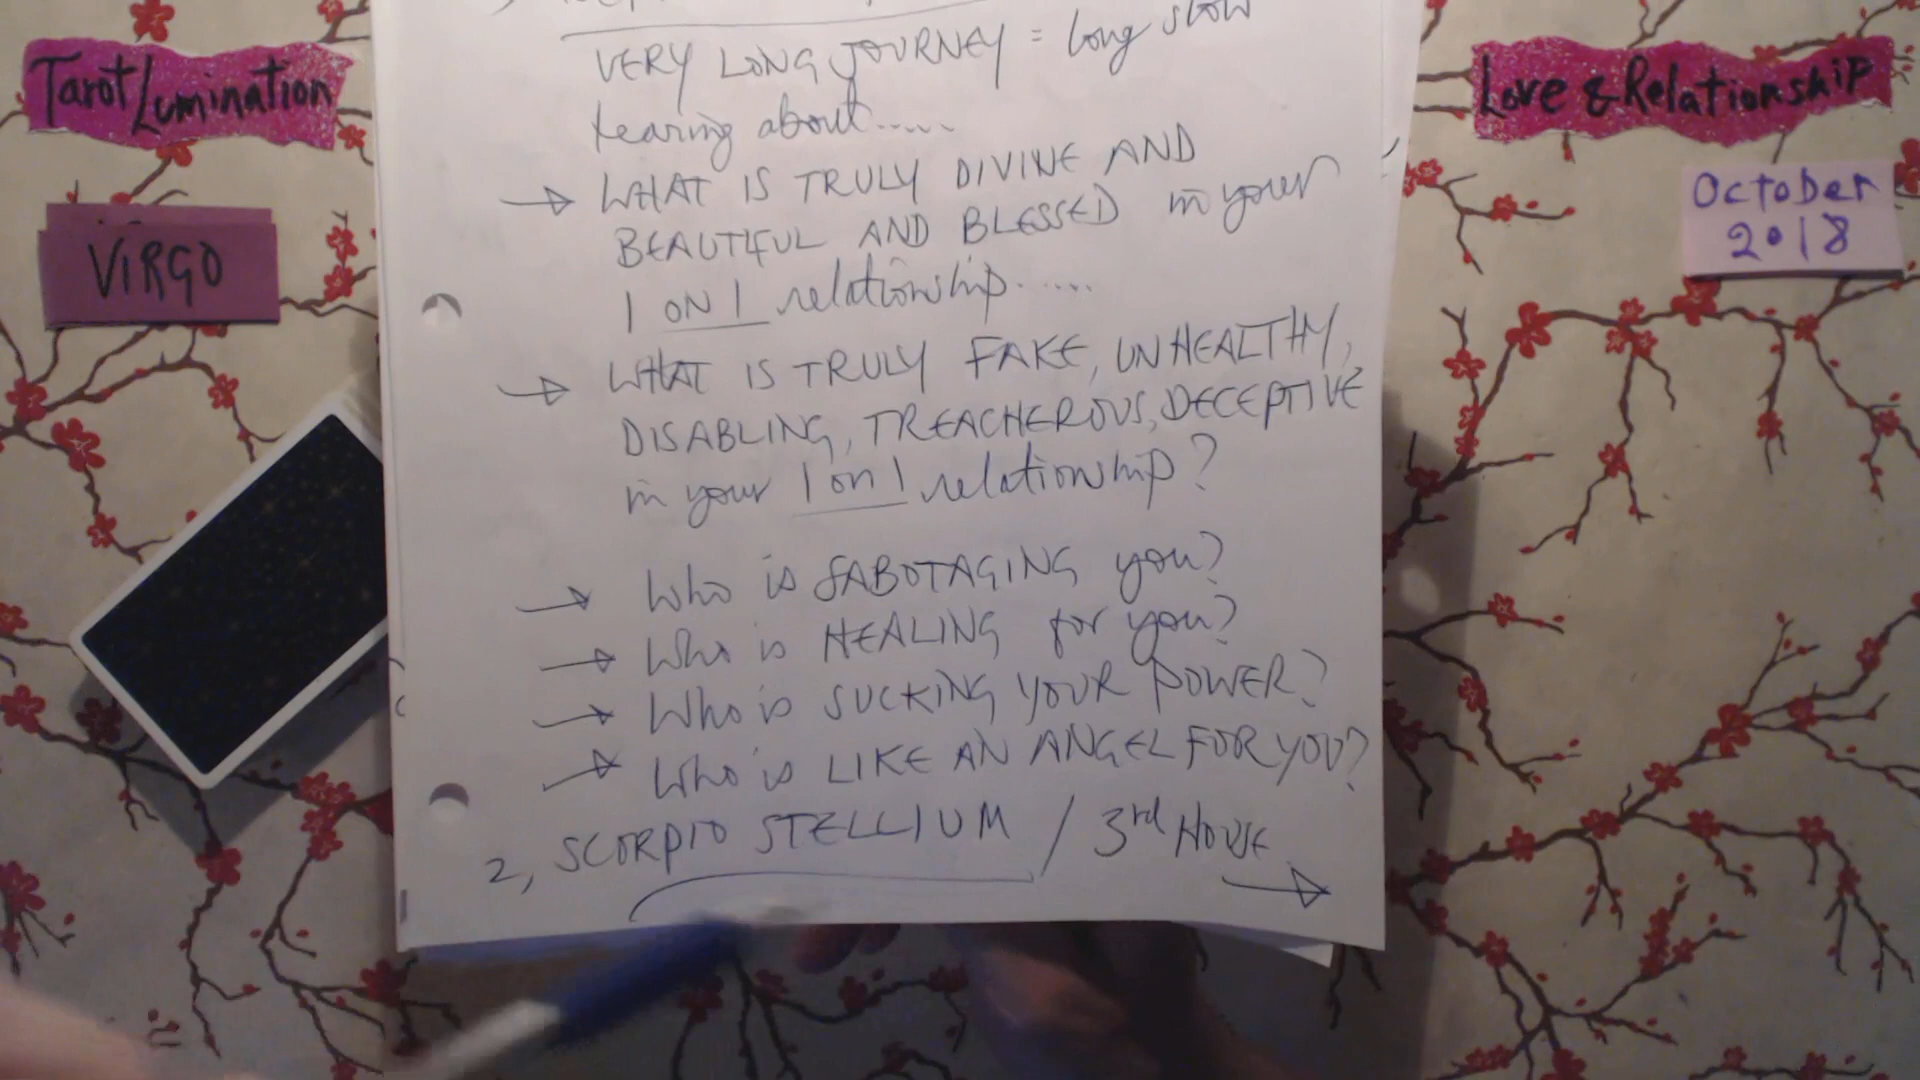 Tarot Lumination
Love & Relationship
VIRGO
October
2018
VERY LONG JOURNEY = long slow
tearing about.....
→ WHAT IS TRULY DIVINE AND
BEAUTIFUL AND BLESSED in your
1 ON 1 relationship.....
→ WHAT IS TRULY FAKE, UNHEALTHY,
DISABLING, TREACHEROUS, DECEPTIVE
in your 1 on 1 relationship?
→ Who is SABOTAGING you?
→ Who is HEALING for you?
→ Who is SUCKING YOUR POWER?
→ Who is LIKE AN ANGEL FOR YOU?
2, SCORPIO STELLIUM / 3rd HOUSE →